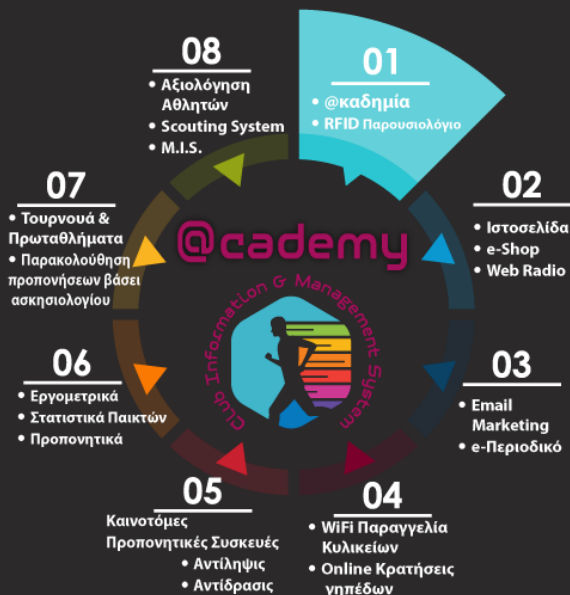 01
• @καδημία
• RFID Παρουσιολόγιο
02
• Ιστοσελίδα
• e-Shop
• Web Radio
03
• Email
Marketing
• e-Περιοδικό
04
• WiFi Παραγγελία
Κυλικείων
• Online Κρατήσεις
γηπέδων
05
Καινοτόμες
Προπονητικές Συσκευές
• Αντίληψις
• Αντίδρασις
06
• Εργομετρικά
• Στατιστικά Παικτών
• Προπονητικά
07
• Τουρνουά &
Πρωταθλήματα
• Παρακολούθηση
προπονήσεων βάσει
ασκησιολογίου
08
• Αξιολόγηση
Αθλητών
• Scouting System
• M.I.S.
@cademy
Club Information & Management System